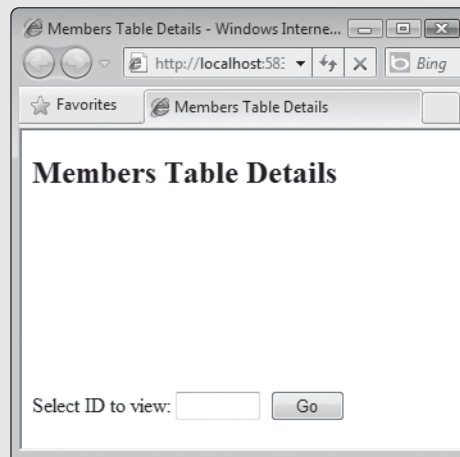 Members Table Details - Windows Interne...
http://localhost:583
Bing
Favorites
Members Table Details
Members Table Details
Select ID to view:
Go